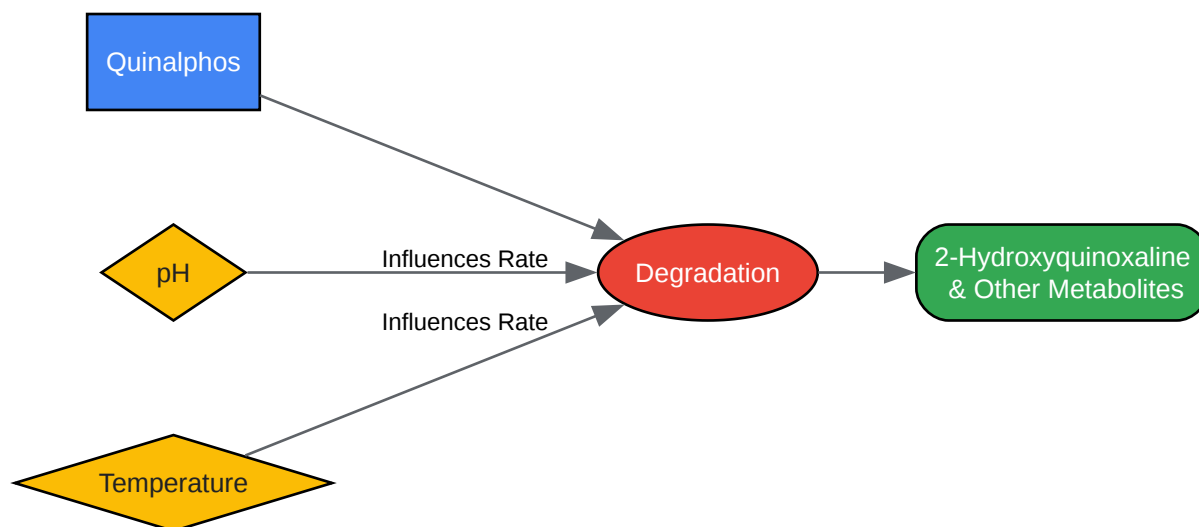 Quinalphos
pH
Influences Rate
Degradation
2-Hydroxyquinoxaline
& Other Metabolites
Influences Rate
Temperature